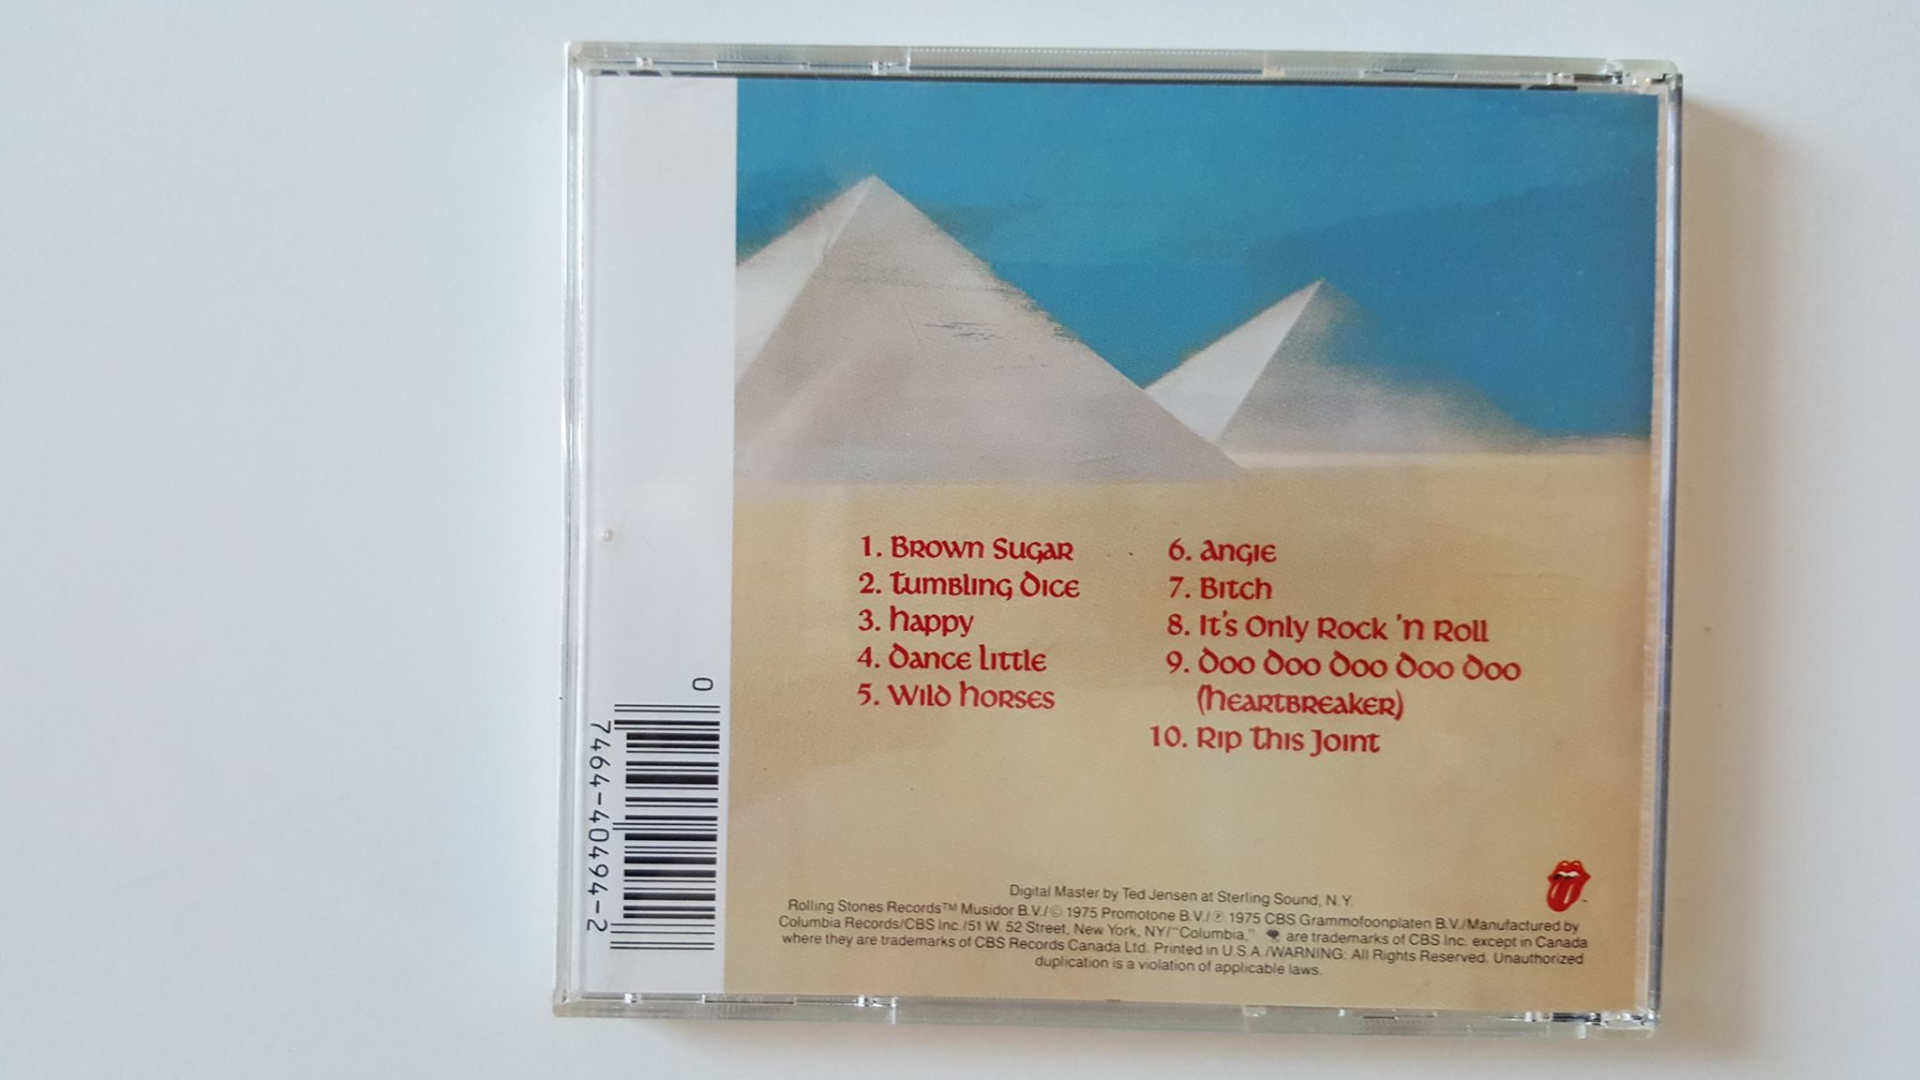 1. Brown Sugar
2. Tumbling Dice
3. Happy
4. Dance Little
5. Wild Horses
6. Angie
7. Bitch
8. It's Only Rock 'n Roll
9. Doo Doo Doo Doo Doo
(Heartbreaker)
10. Rip This Joint
Digital Master by Ted Jensen at Sterling Sound, N.Y.
Rolling Stones Records™ Musidor B.V./© 1975 Promotone B.V./℗ 1975 CBS Grammofoonplaten B.V./Manufactured by
Columbia Records/CBS Inc./51 W. 52 Street, New York, NY/"Columbia," are trademarks of CBS Inc. except in Canada
where they are trademarks of CBS Records Canada Ltd. Printed in U.S.A./WARNING: All Rights Reserved. Unauthorized
duplication is a violation of applicable laws.
0
7464-40494-2